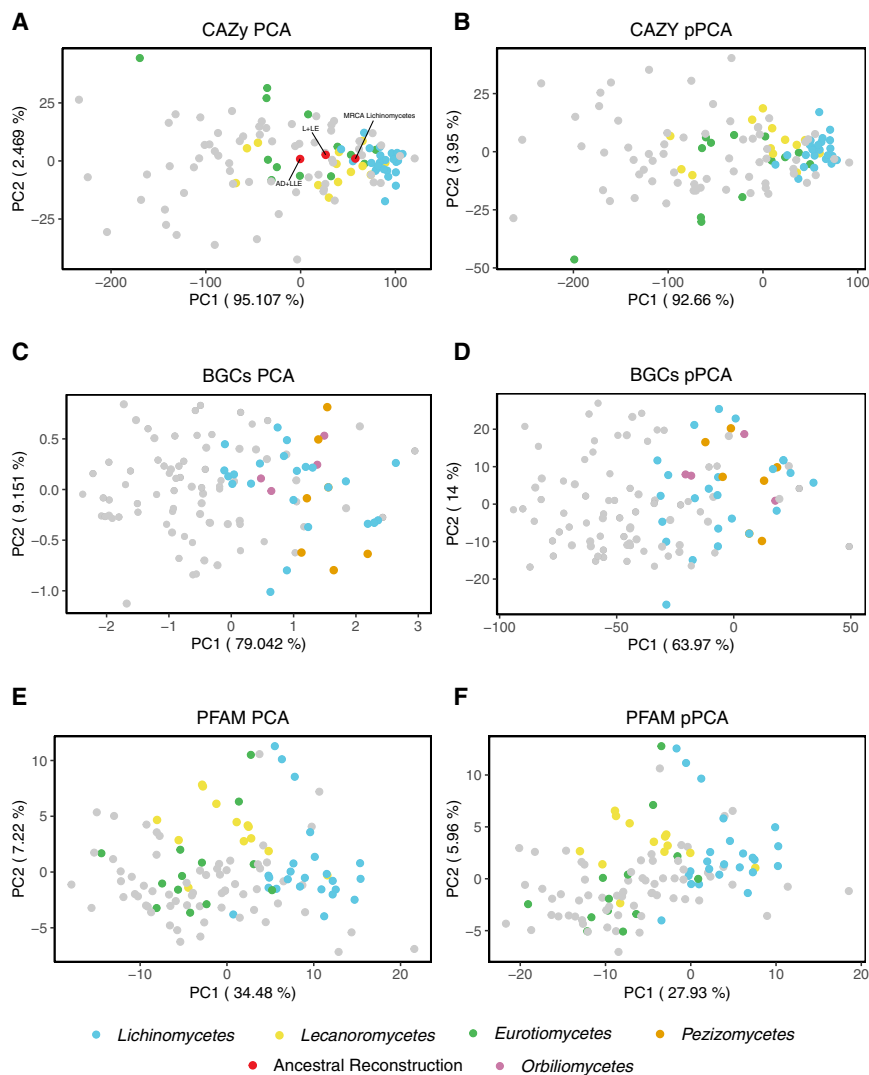 A
CAZy PCA
25
0
−25
PC2 ( 2.469 %)
L+LE
MRCA Lichinomycetes
AD+LLE
−200
−100
0
100
PC1 ( 95.107 %)
B
CAZY pPCA
25
0
−25
−50
PC2 ( 3.95 %)
−200
−100
0
100
PC1 ( 92.66 %)
C
BGCs PCA
0.5
0.0
−0.5
−1.0
PC2 ( 9.151 %)
−2
−1
0
1
2
3
PC1 ( 79.042 %)
D
BGCs pPCA
20
10
0
−10
−20
PC2 ( 14 %)
−100
−50
0
50
PC1 ( 63.97 %)
E
PFAM PCA
10
5
0
−5
PC2 ( 7.22 %)
−10
0
10
20
PC1 ( 34.48 %)
F
PFAM pPCA
10
5
0
−5
PC2 ( 5.96 %)
−20
−10
0
10
20
PC1 ( 27.93 %)
Lichinomycetes
Lecanoromycetes
Eurotiomycetes
Pezizomycetes
Ancestral Reconstruction
Orbiliomycetes